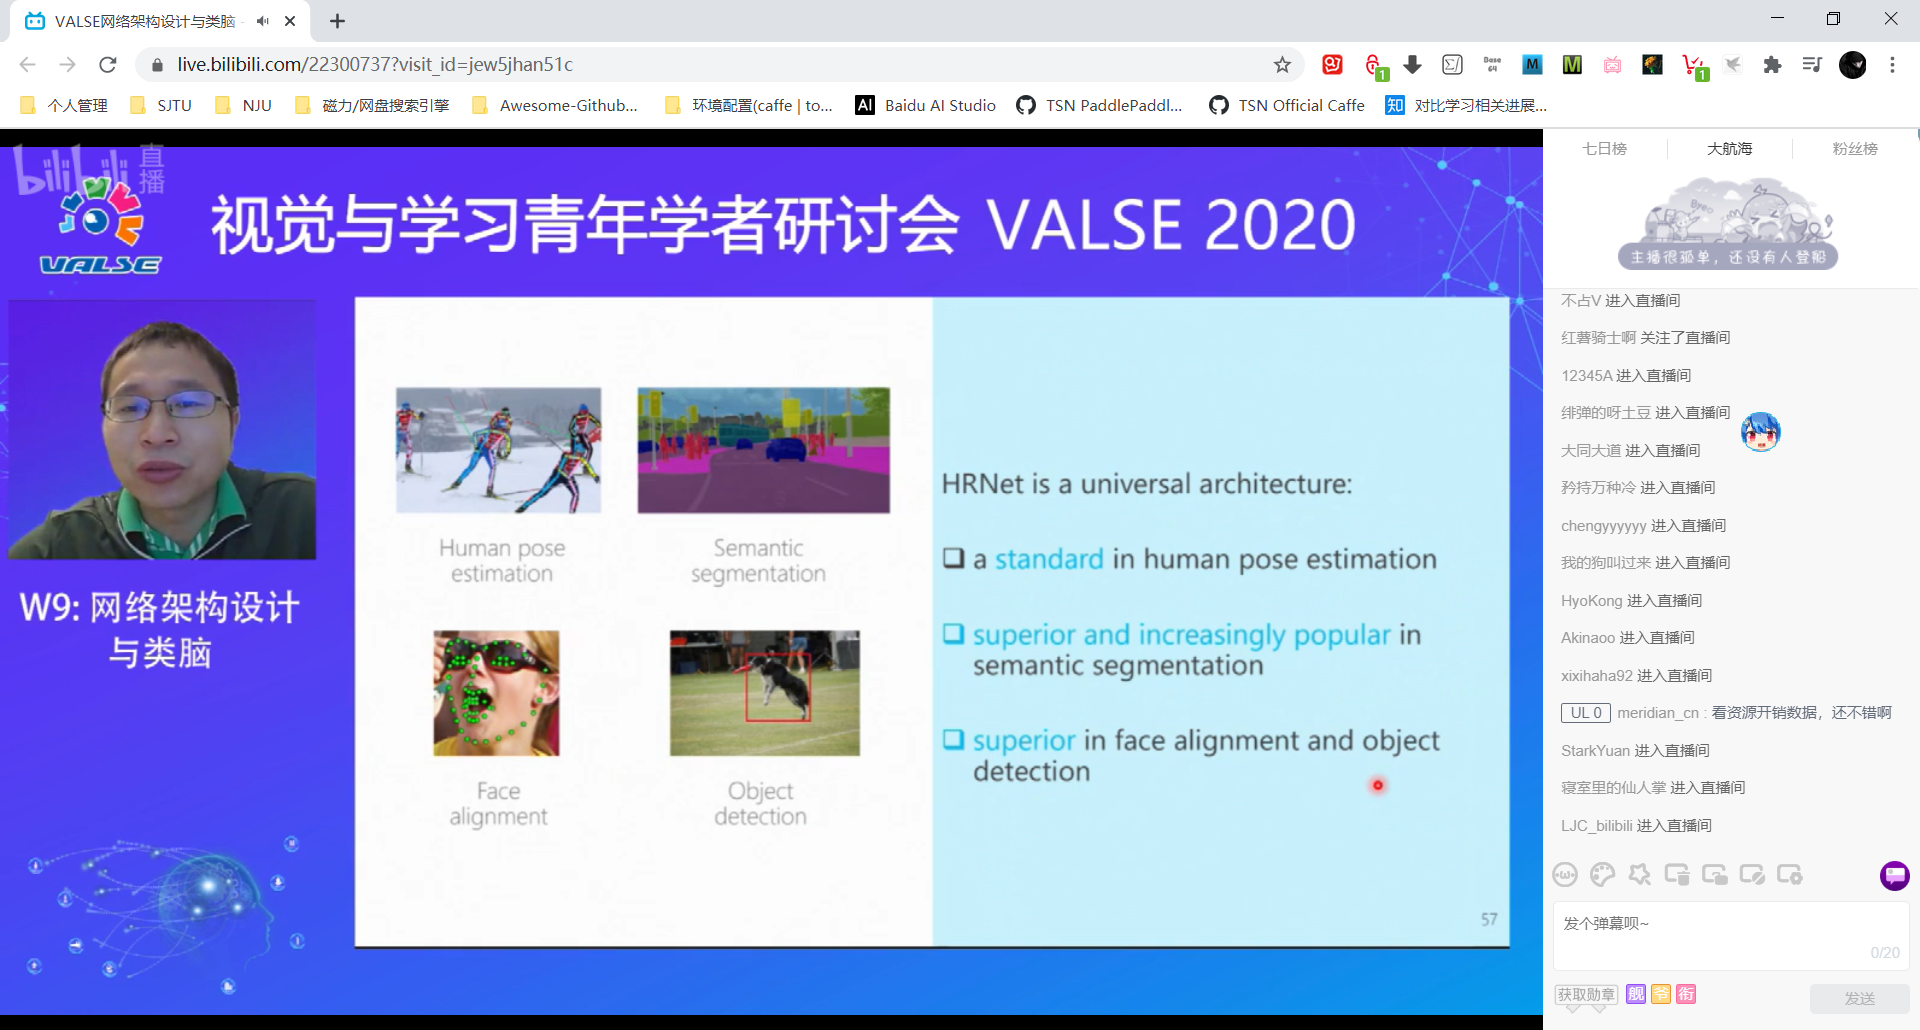 VALSE网络架构设计与类脑
live.bilibili.com/22300737?visit_id=jew5jhan51c
1
Base
64
M
M
1
个人管理
SJTU
NJU
磁力/网盘搜索引擎
Awesome-Github...
环境配置(caffe | to...
AI
Baidu AI Studio
TSN PaddlePaddl...
TSN Official Caffe
知
对比学习相关进展...
bilibili 直播
VALSE
视觉与学习青年学者研讨会 VALSE 2020
W9: 网络架构设计
与类脑
Human pose
estimation
Semantic
segmentation
Face
alignment
Object
detection
HRNet is a universal architecture:
❑ a standard in human pose estimation
❑ superior and increasingly popular in
semantic segmentation
❑ superior in face alignment and object
detection
57
七日榜
大航海
粉丝榜
主播很孤单，还没有人登船
不占V 进入直播间
红薯骑士啊 关注了直播间
12345A 进入直播间
绯弹的呀土豆 进入直播间
大同大道 进入直播间
矜持万种冷 进入直播间
chengyyyyyy 进入直播间
我的狗叫过来 进入直播间
HyoKong 进入直播间
Akinaoo 进入直播间
xixihaha92 进入直播间
UL 0 meridian_cn : 看资源开销数据，还不错啊
StarkYuan 进入直播间
寝室里的仙人掌 进入直播间
LJC_bilibili 进入直播间
发个弹幕呗~
0/20
获取勋章
舰
爷
衔
发送